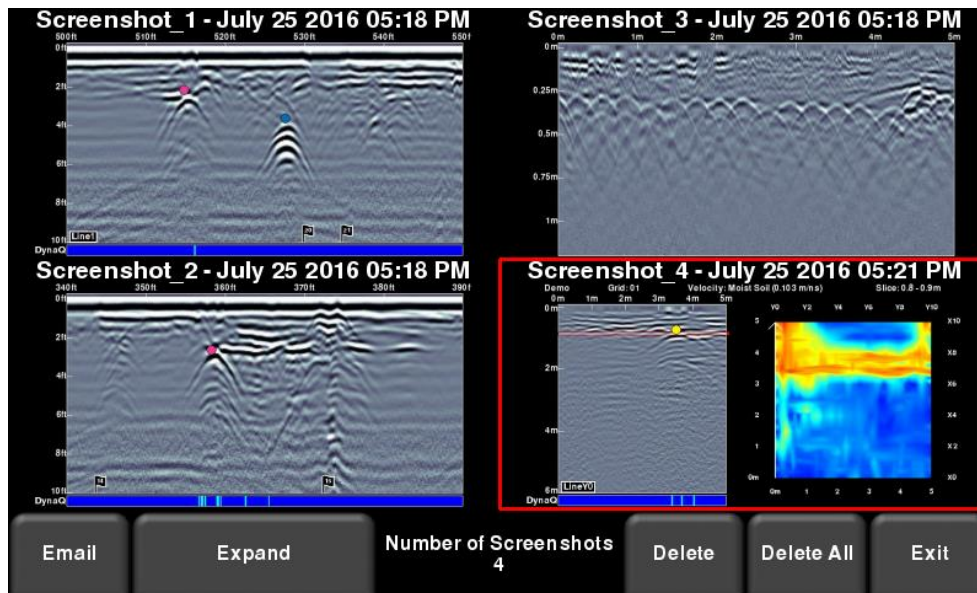 Screenshot_1 - July 25 2016 05:18 PM
500ft 510ft 520ft 530ft 540ft 550ft
0ft
2ft
4ft
6ft
8ft
10ft
Line1
20 21
DynaQ
Screenshot_3 - July 25 2016 05:18 PM
0m 1m 2m 3m 4m 5m
0m
0.25m
0.5m
0.75m
1m
Screenshot_2 - July 25 2016 05:18 PM
340ft 350ft 360ft 370ft 380ft 390ft
0ft
2ft
4ft
6ft
8ft
10ft
DynaQ
Screenshot_4 - July 25 2016 05:21 PM
Demo Grid: 01 Velocity: Moist Soil (0.103 m/ns) Slice: 0.8 - 0.9m
0m 1m 2m 3m 4m 5m
0m
2m
4m
6m
LineY0
DynaQ
Y0 Y2 Y4 Y6 Y8 Y10
5 X10
4 X8
3 X6
2 X4
1 X2
0m X0
0m 1 2 3 4 5
Email
Expand
Number of Screenshots
4
Delete
Delete All
Exit